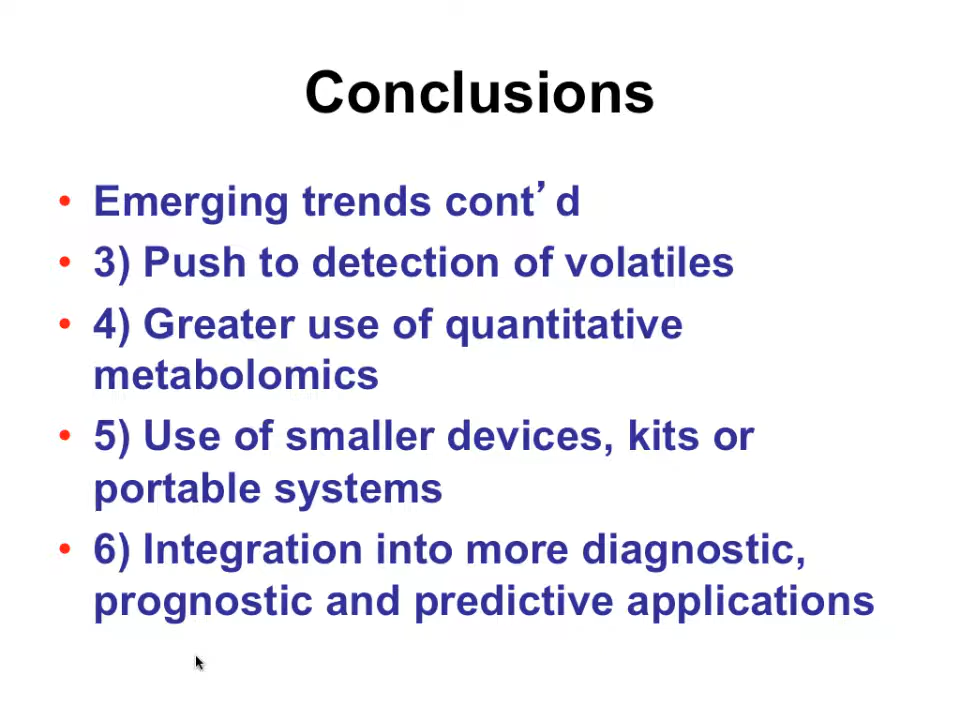 Conclusions
• Emerging trends cont’d
• 3) Push to detection of volatiles
• 4) Greater use of quantitative
metabolomics
• 5) Use of smaller devices, kits or
portable systems
• 6) Integration into more diagnostic,
prognostic and predictive applications